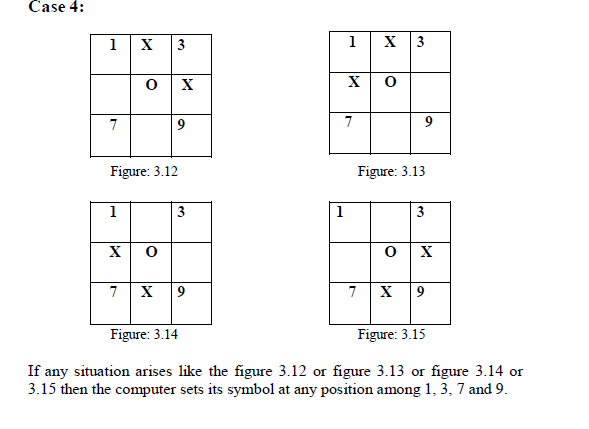 Case 4:
1 X 3
O X
7 9
Figure: 3.12
1 X 3
X O
7 9
Figure: 3.13
1 3
X O
7 X 9
Figure: 3.14
1 3
O X
7 X 9
Figure: 3.15
If any situation arises like the figure 3.12 or figure 3.13 or figure 3.14 or
3.15 then the computer sets its symbol at any position among 1, 3, 7 and 9.